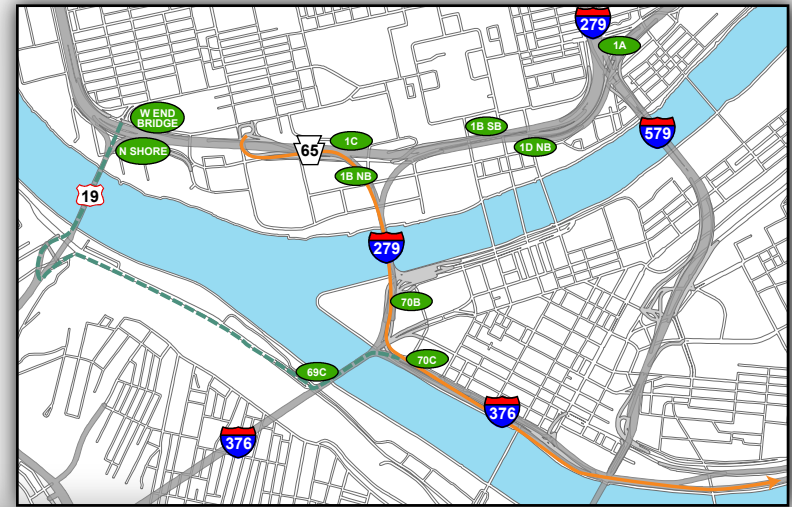 279
1A
W END
BRIDGE
1B SB
579
1C
65
1D NB
N SHORE
1B NB
19
279
70B
70C
69C
376
376